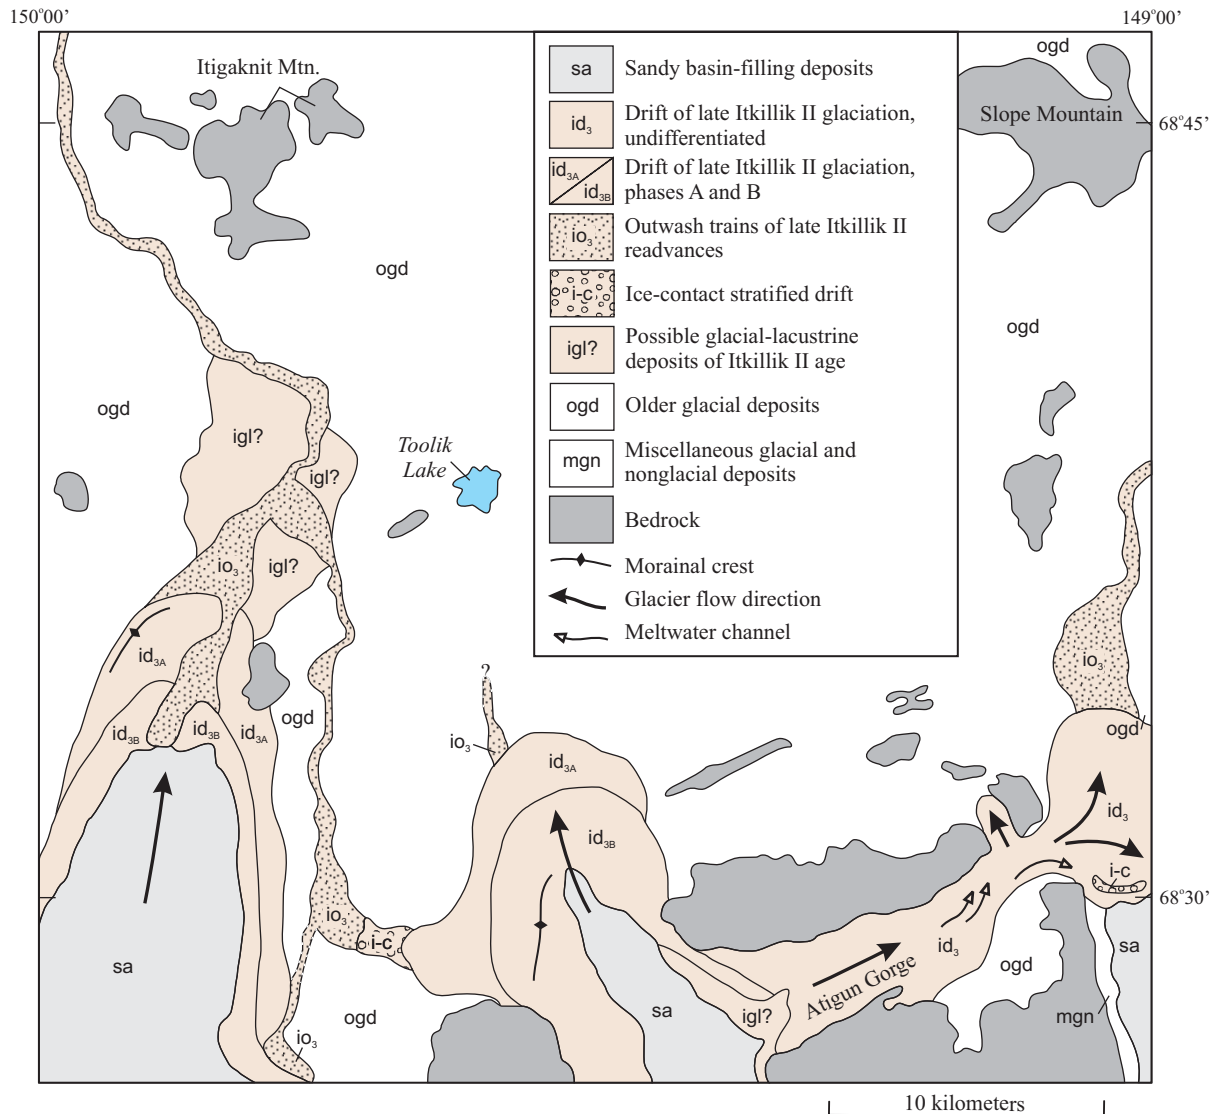 150°00’
149°00’
Itigaknit Mtn.
ogd
Slope Mountain
68°45’
sa Sandy basin-filling deposits
id3 Drift of late Itkillik II glaciation,
undifferentiated
id3A id3B Drift of late Itkillik II glaciation,
phases A and B
io3 Outwash trains of late Itkillik II
readvances
i-c Ice-contact stratified drift
igl? Possible glacial-lacustrine
deposits of Itkillik II age
ogd Older glacial deposits
mgn Miscellaneous glacial and
nonglacial deposits
Bedrock
Morainal crest
Glacier flow direction
Meltwater channel
ogd
ogd
ogd
igl?
Toolik
Lake
igl?
io3
igl?
id3A
io3
?
ogd
id3B
id3B
id3A
io3
id3A
ogd
id3
id3B
i-c
68°30’
io3
i-c
id3
sa
sa
ogd
Atigun Gorge
sa
igl?
ogd
mgn
io3
10 kilometers